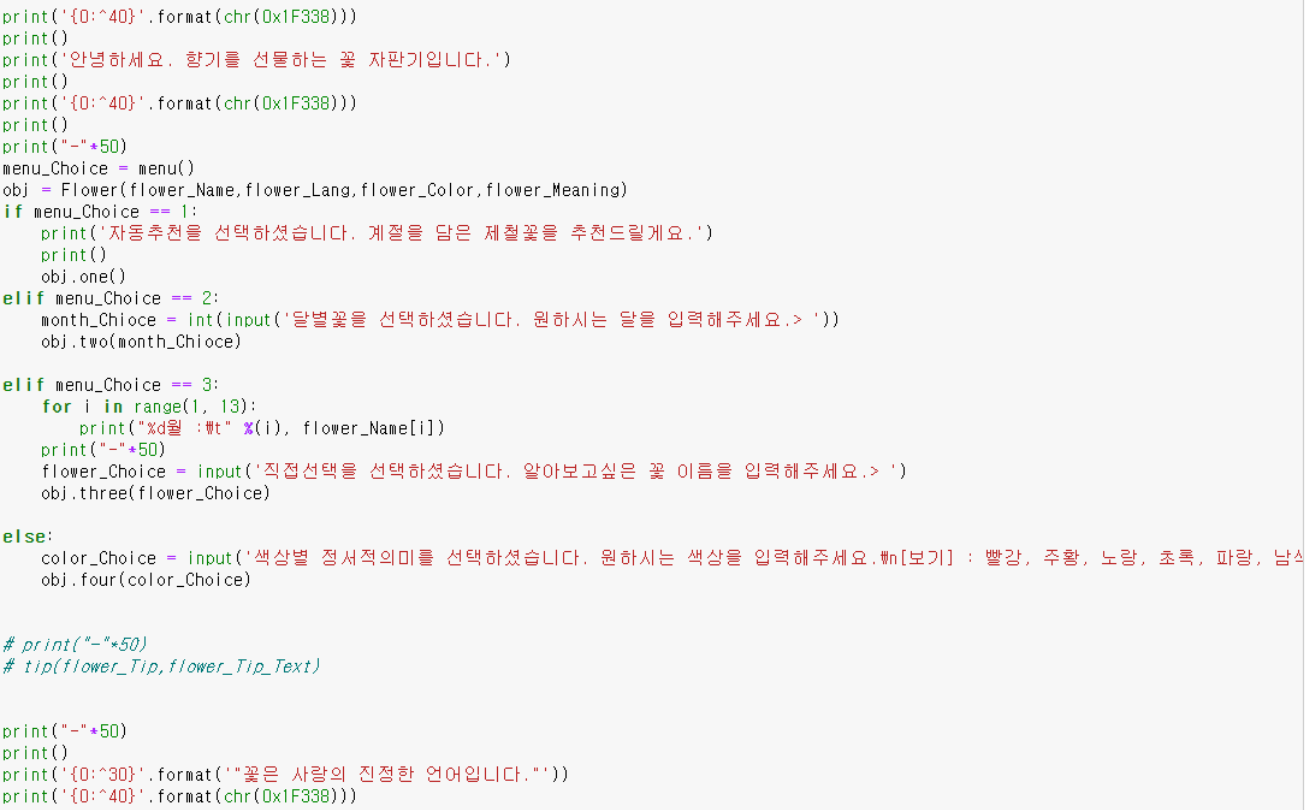 print('{0:^40}'.format(chr(0x1F338)))
print()
print('안녕하세요. 향기를 선물하는 꽃 자판기입니다.')
print()
print('{0:^40}'.format(chr(0x1F338)))
print()
print("-"*50)
menu_Choice = menu()
obj = Flower(flower_Name,flower_Lang,flower_Color,flower_Meaning)
if menu_Choice == 1:
    print('자동추천을 선택하셨습니다. 계절을 담은 제철꽃을 추천드릴게요.')
    print()
    obj.one()
elif menu_Choice == 2:
    month_Chioce = int(input('달별꽃을 선택하셨습니다. 원하시는 달을 입력해주세요.> '))
    obj.two(month_Chioce)
elif menu_Choice == 3:
    for i in range(1, 13):
        print("%d월 :₩t" %(i), flower_Name[i])
    print("-"*50)
    flower_Choice = input('직접선택을 선택하셨습니다. 알아보고싶은 꽃 이름을 입력해주세요.> ')
    obj.three(flower_Choice)
else:
    color_Choice = input('색상별 정서적의미를 선택하셨습니다. 원하시는 색상을 입력해주세요.₩n[보기] : 빨강, 주황, 노랑, 초록, 파랑,
    obj.four(color_Choice)
# print("-"*50)
# tip(flower_Tip,flower_Tip_Text)
print("-"*50)
print()
print('{0:^30}'.format('"꽃은 사랑의 진정한 언어입니다."'))
print('{0:^40}'.format(chr(0x1F338)))